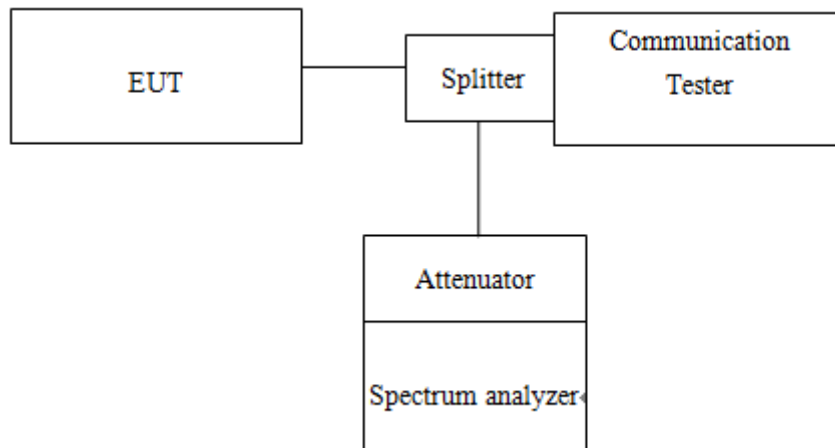 EUT
Splitter
Communication
Tester
Attenuator
Spectrum analyzer